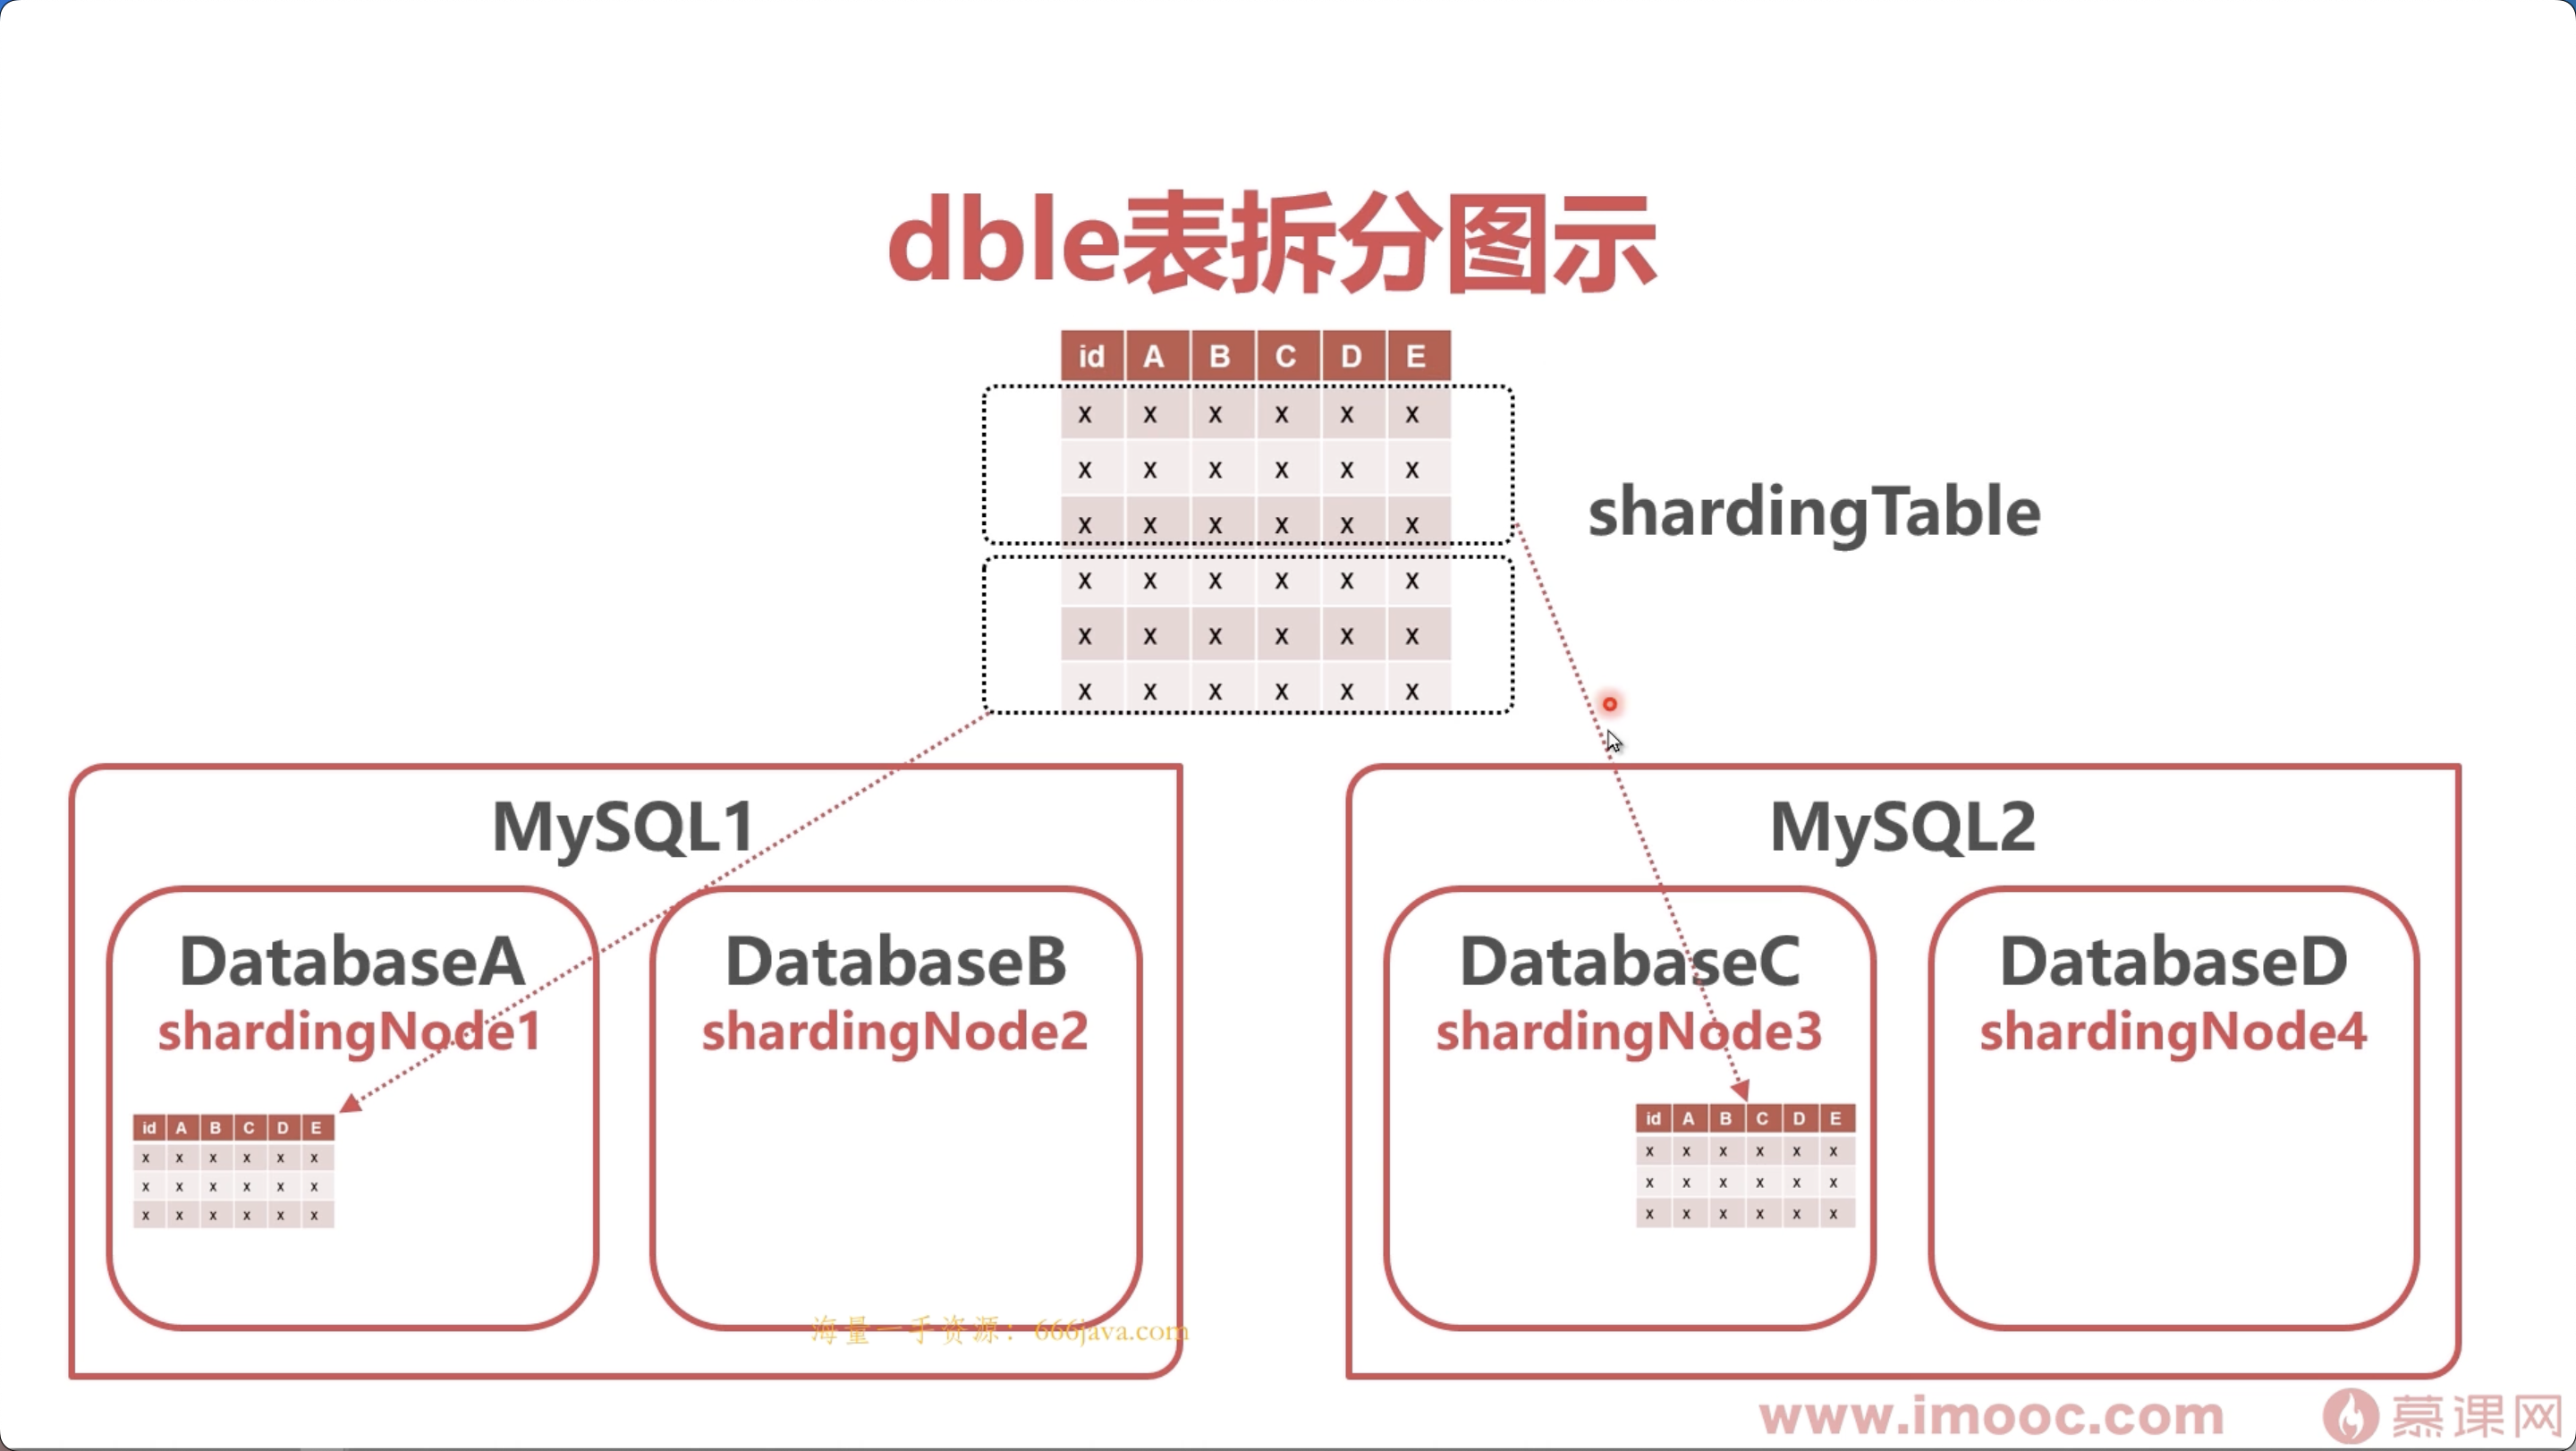 dble表拆分图示
id A B C D E
x x x x x x
x x x x x x
x x x x x x
x x x x x x
x x x x x x
x x x x x x
shardingTable
MySQL1
DatabaseA
shardingNode1
id A B C D E
x x x x x x
x x x x x x
x x x x x x
DatabaseB
shardingNode2
MySQL2
DatabaseC
shardingNode3
id A B C D E
x x x x x x
x x x x x x
x x x x x x
DatabaseD
shardingNode4
海量一手资源：666java.com
www.imooc.com
慕课网